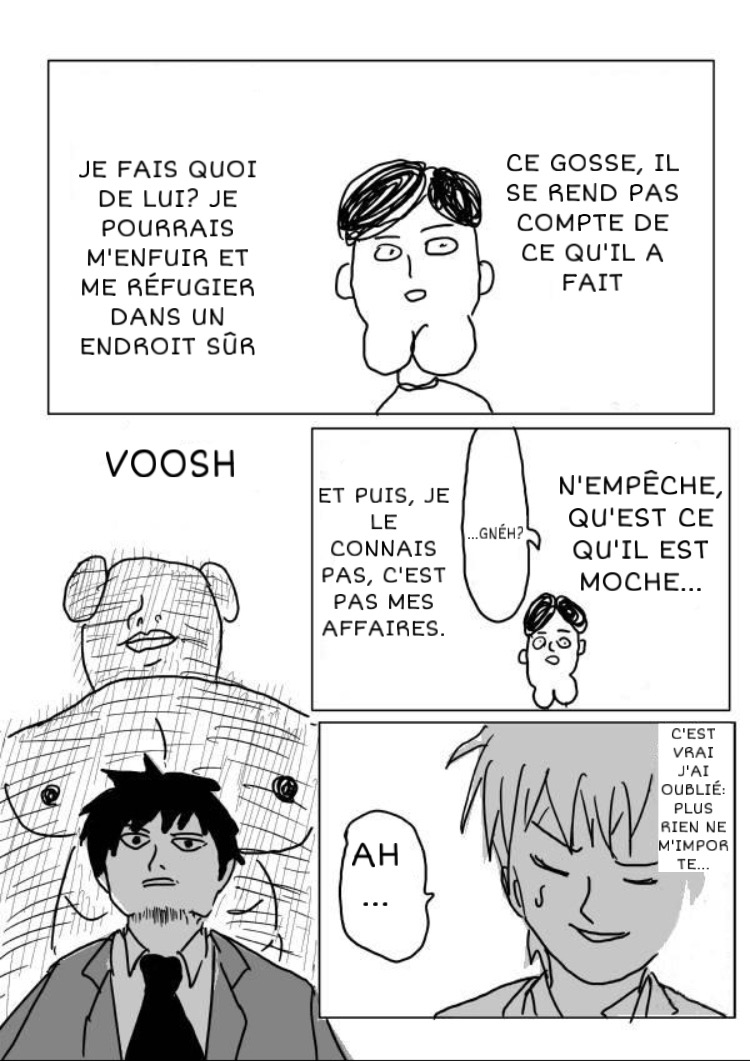 CE GOSSE, IL
SE REND PAS
COMPTE DE
CE QU'IL A
FAIT
JE FAIS QUOI
DE LUI? JE
POURRAIS
M'ENFUIR ET
ME RÉFUGIER
DANS UN
ENDROIT SÛR
N'EMPÊCHE,
QU'EST CE
QU'IL EST
MOCHE...
...GNÉH?
ET PUIS, JE
LE
CONNAIS
PAS, C'EST
PAS MES
AFFAIRES.
VOOSH
C'EST
VRAI
J'AI
OUBLIÉ:
PLUS
RIEN NE
M'IMPOR
TE...
AH
...